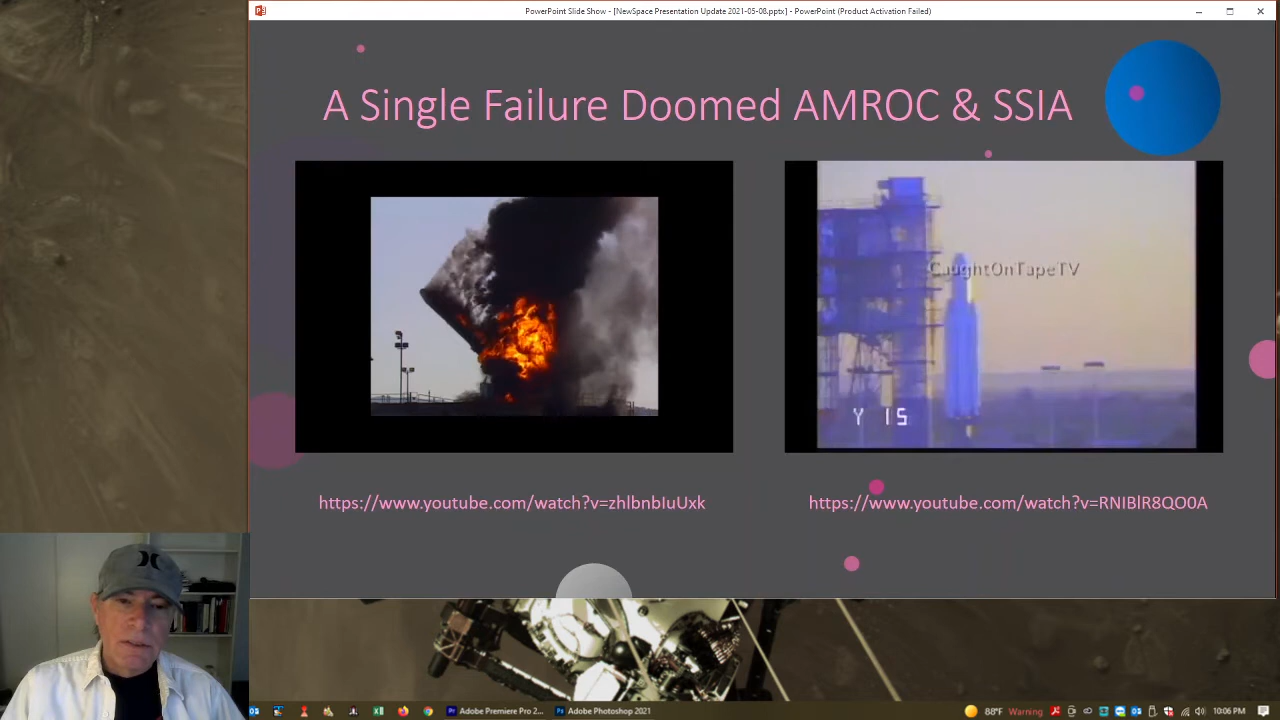 PowerPoint Slide Show - [NewSpace Presentation Update 2021-05-08.pptx] - PowerPoint (Product Activation Failed)
A Single Failure Doomed AMROC & SSIA
CaughtOnTapeTV
Y 15
https://www.youtube.com/watch?v=zhlbnbIuUxk
https://www.youtube.com/watch?v=RNIBlR8QO0A
Adobe Premiere Pro 2...
Adobe Photoshop 2021
88°F Warning
10:06 PM